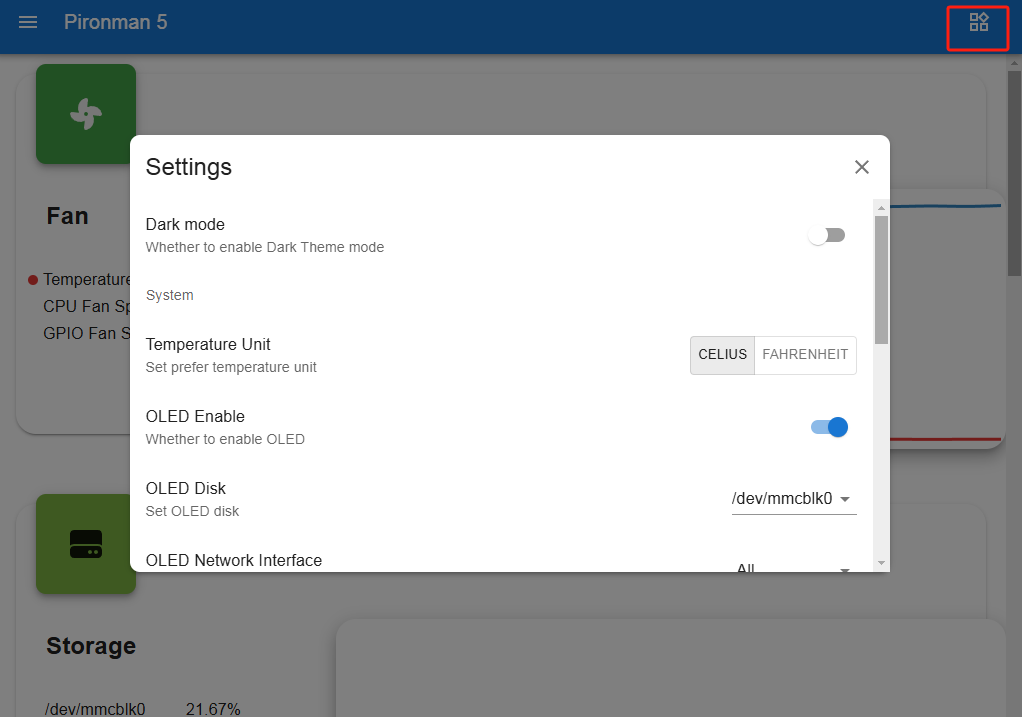 Pironman 5
Settings
Dark mode
Whether to enable Dark Theme mode
System
Temperature Unit
Set prefer temperature unit
CELIUS FAHRENHEIT
OLED Enable
Whether to enable OLED
OLED Disk
Set OLED disk
/dev/mmcblk0
OLED Network Interface
All
Fan
Temperature
CPU Fan Sp
GPIO Fan S
Storage
/dev/mmcblk0 21.67%